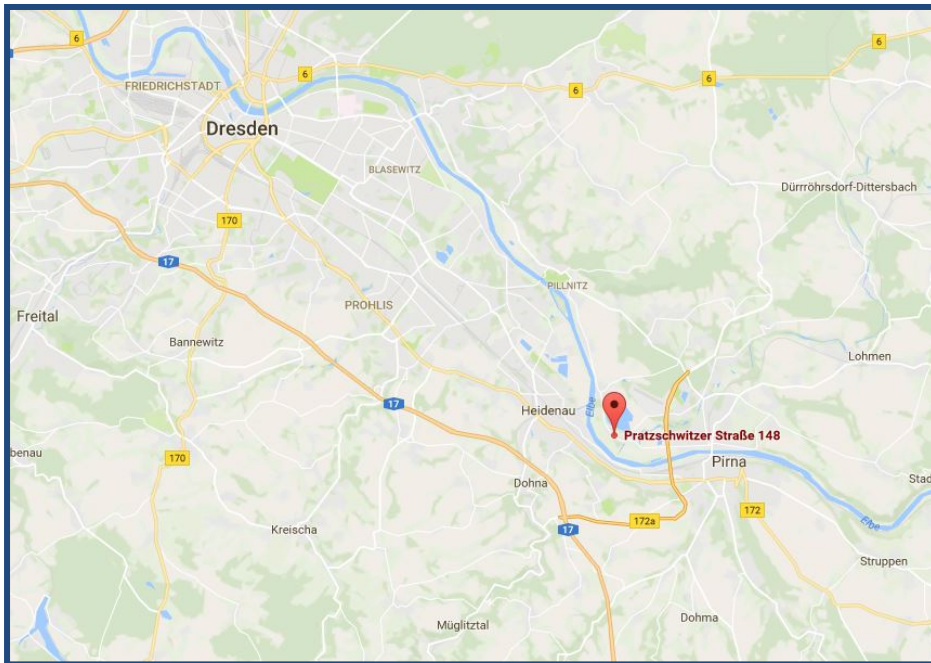 6
6
FRIEDRICHSTADT
6
6
6
Dresden
BLASEWITZ
Dürrröhrsdorf-Dittersbach
170
17
PILLNITZ
PROHLIS
Freital
Bannewitz
Lohmen
17
Heidenau
Elbe
Pratzschwitzer Straße 148
benau
170
Pirna
Dohna
Stad
172a
172
17
Elbe
Kreischa
Struppen
Müglitztal
Dohma